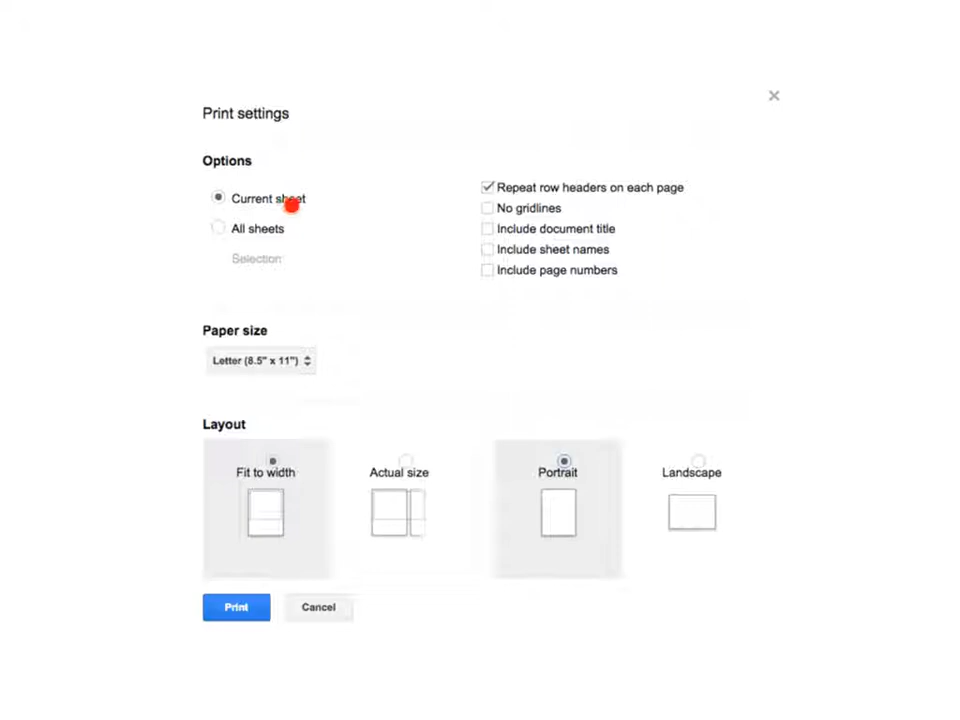 Print settings
Options
Current sheet
All sheets
Selection
Repeat row headers on each page
No gridlines
Include document title
Include sheet names
Include page numbers
Paper size
Letter (8.5" x 11")
Layout
Fit to width
Actual size
Portrait
Landscape
Print
Cancel